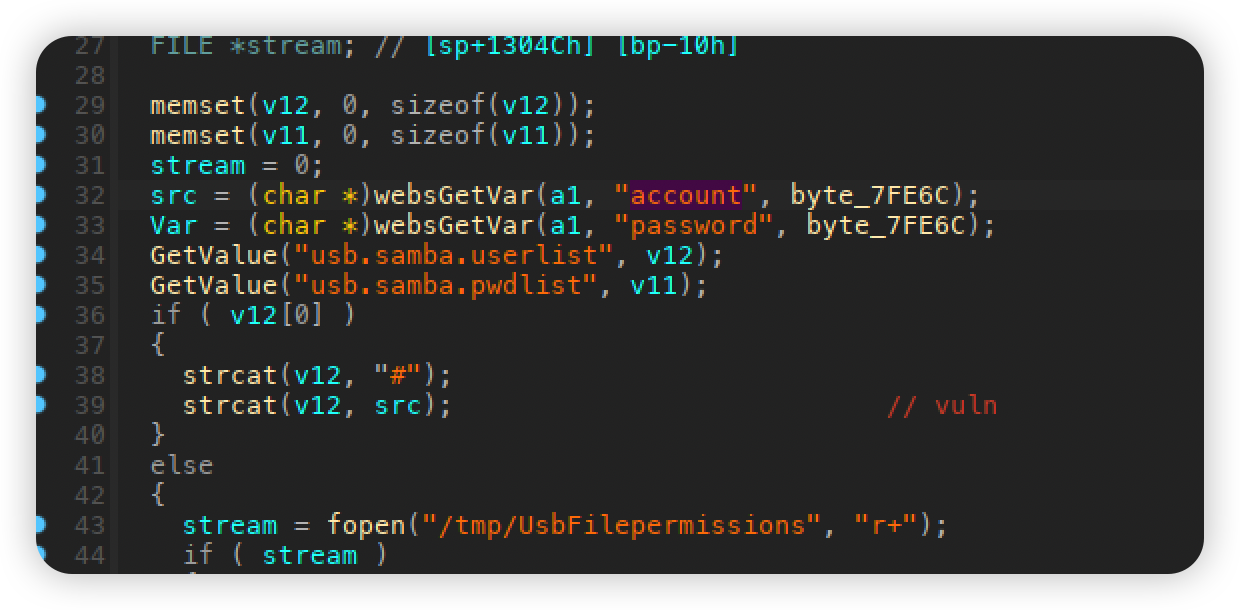 27 FILE *stream; // [sp+1304Ch] [bp-10h]
28
29 memset(v12, 0, sizeof(v12));
30 memset(v11, 0, sizeof(v11));
31 stream = 0;
32 src = (char *)websGetVar(a1, "account", byte_7FE6C);
33 Var = (char *)websGetVar(a1, "password", byte_7FE6C);
34 GetValue("usb.samba.userlist", v12);
35 GetValue("usb.samba.pwdlist", v11);
36 if ( v12[0] )
37 {
38 strcat(v12, "#");
39 strcat(v12, src); // vuln
40 }
41 else
42 {
43 stream = fopen("/tmp/UsbFilepermissions", "r+");
44 if ( stream )